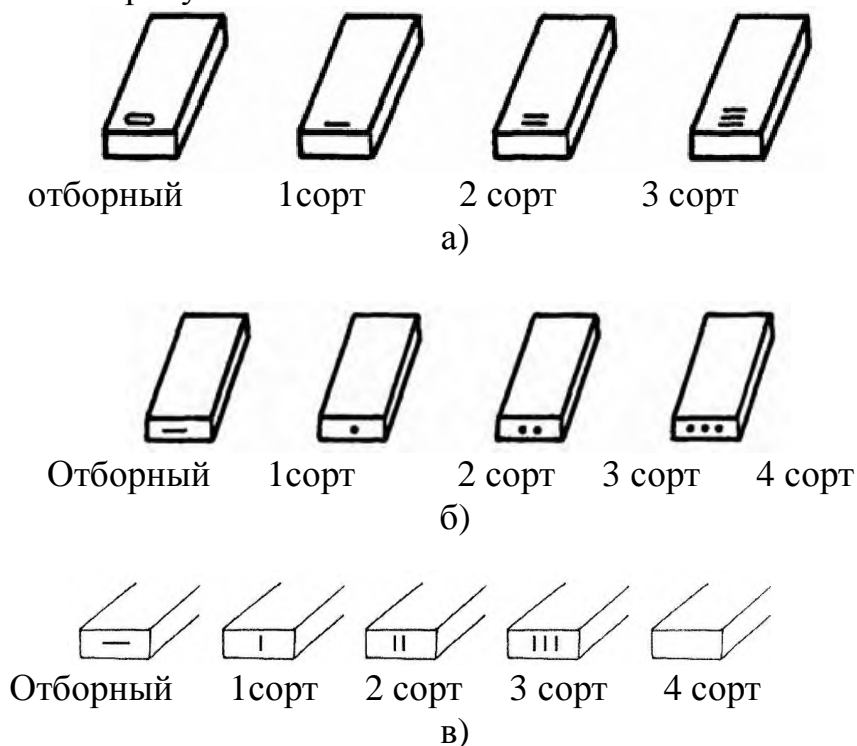 отборный 1сорт 2 сорт 3 сорт
а)
Отборный 1сорт 2 сорт 3 сорт 4 сорт
б)
Отборный 1сорт 2 сорт 3 сорт 4 сорт
в)